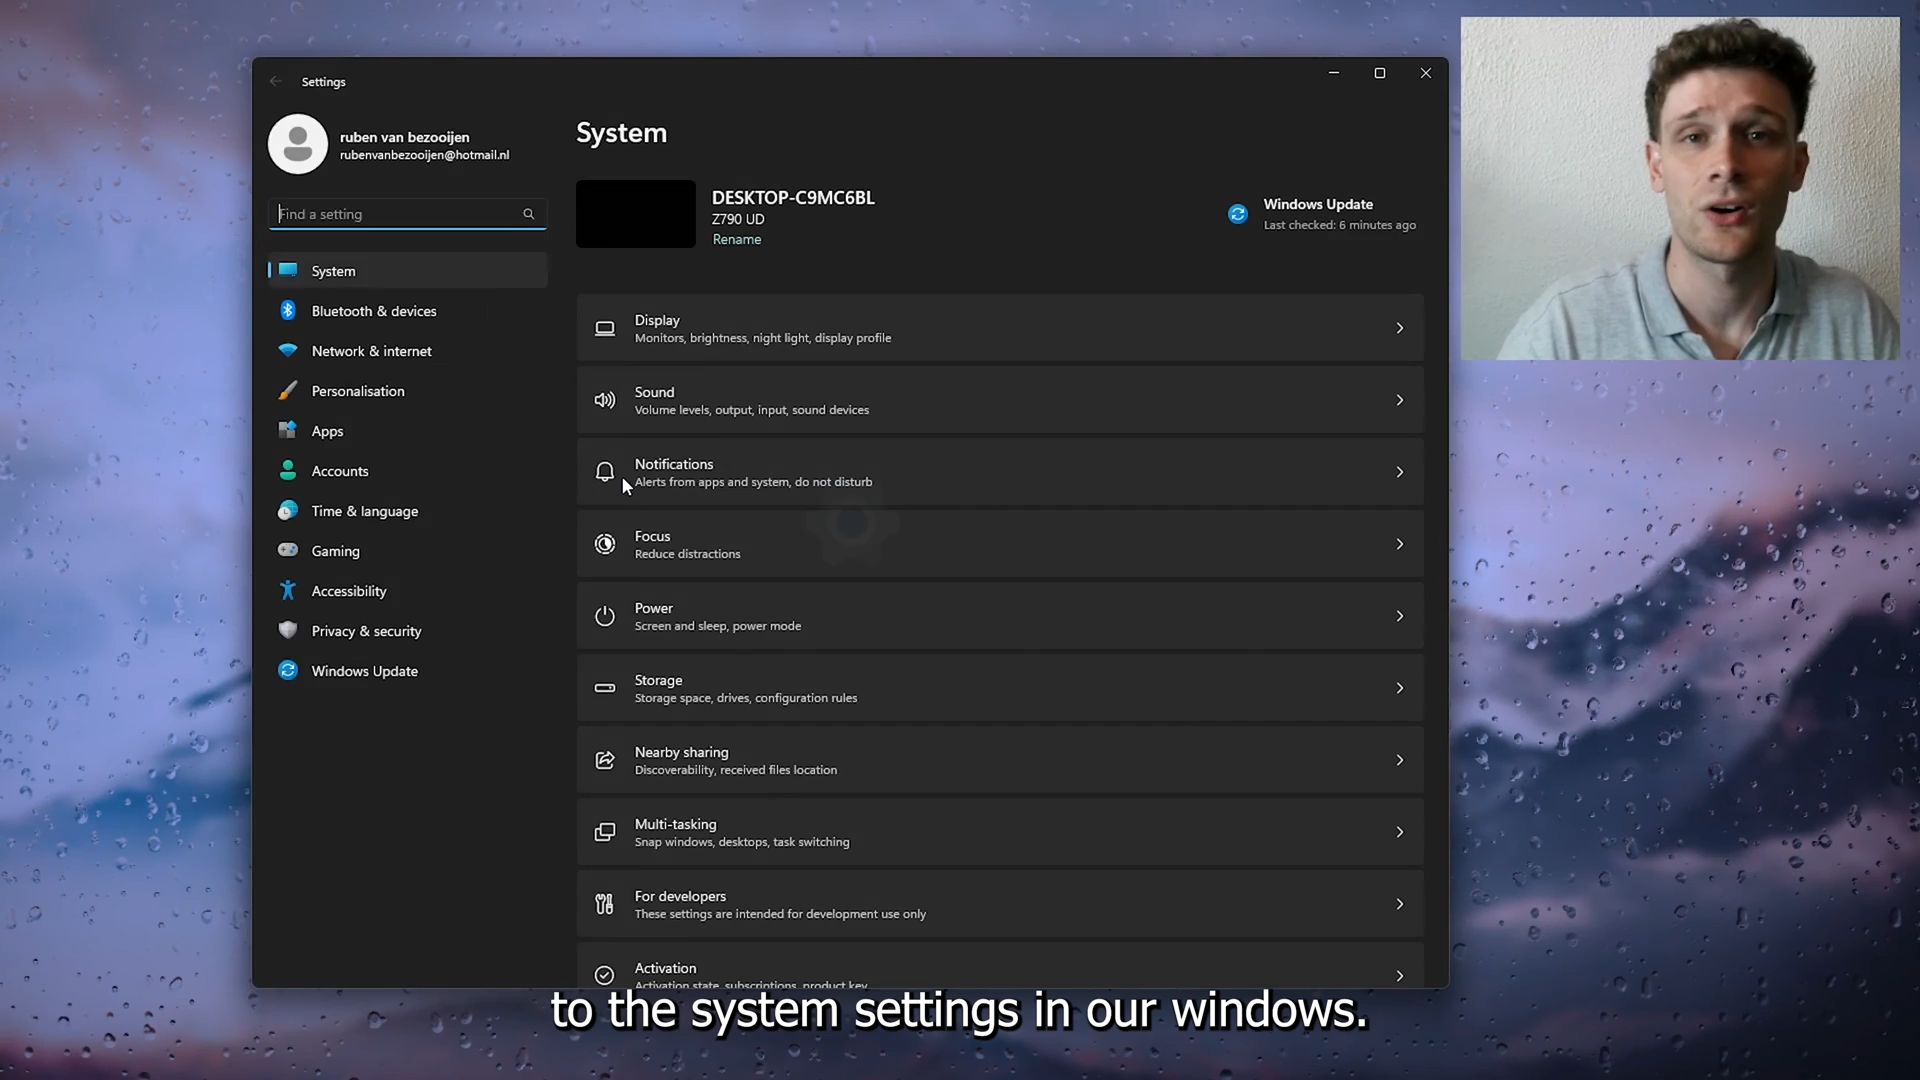 Settings
ruben van bezooijen
rubenvanbezooijen@hotmail.nl
Find a setting
System
Bluetooth & devices
Network & internet
Personalisation
Apps
Accounts
Time & language
Gaming
Accessibility
Privacy & security
Windows Update
System
DESKTOP-C9MC6BL
Z790 UD
Rename
Windows Update
Last checked: 6 minutes ago
Display
Monitors, brightness, night light, display profile
Sound
Volume levels, output, input, sound devices
Notifications
Alerts from apps and system, do not disturb
Focus
Reduce distractions
Power
Screen and sleep, power mode
Storage
Storage space, drives, configuration rules
Nearby sharing
Discoverability, received files location
Multi-tasking
Snap windows, desktops, task switching
For developers
These settings are intended for development use only
Activation
Activation state, subscriptions, product key
to the system settings in our windows.